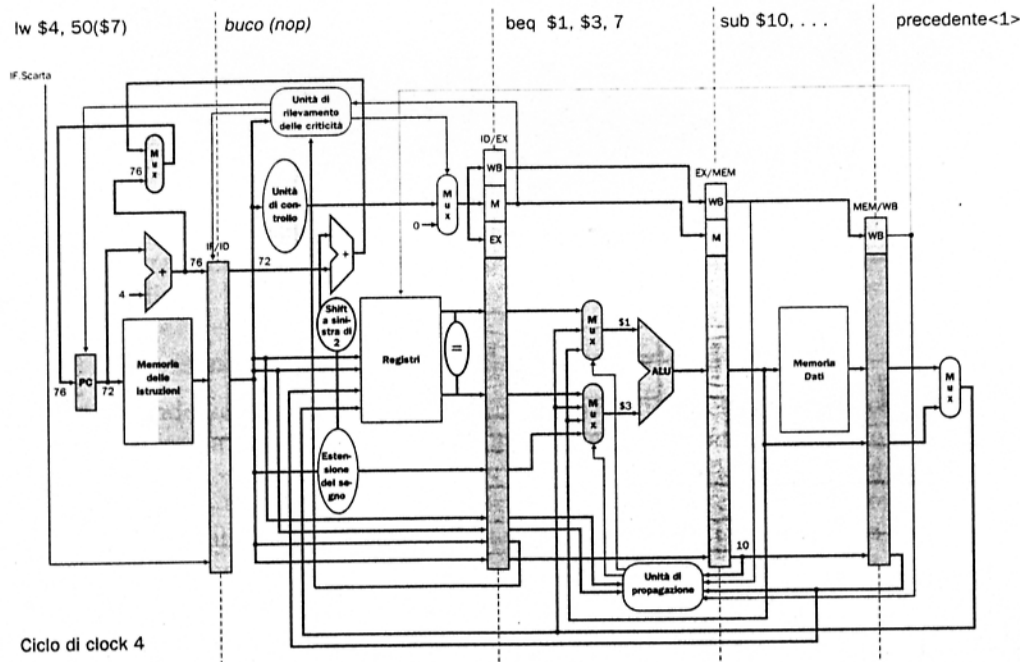 lw $4, 50($7)
buco (nop)
beq $1, $3, 7
sub $10, . . .
precedente<1>
IF.Scarta
Unità di
rilevamento
delle criticità
ID/EX
Mux
76
Unità
di con-
trollo
Mux
0
WB
M
EX
EX/MEM
WB
M
MEM/WB
WB
IF/ID
+
76
72
+
4
Shift
a sini-
stra di
2
Registri
=
Mux
$1
ALU
Memoria
Dati
Mux
Memoria
delle
istruzioni
PC
76
72
Mux
$3
Esten-
sione
del se-
gno
10
Unità di
propagazione
Ciclo di clock 4